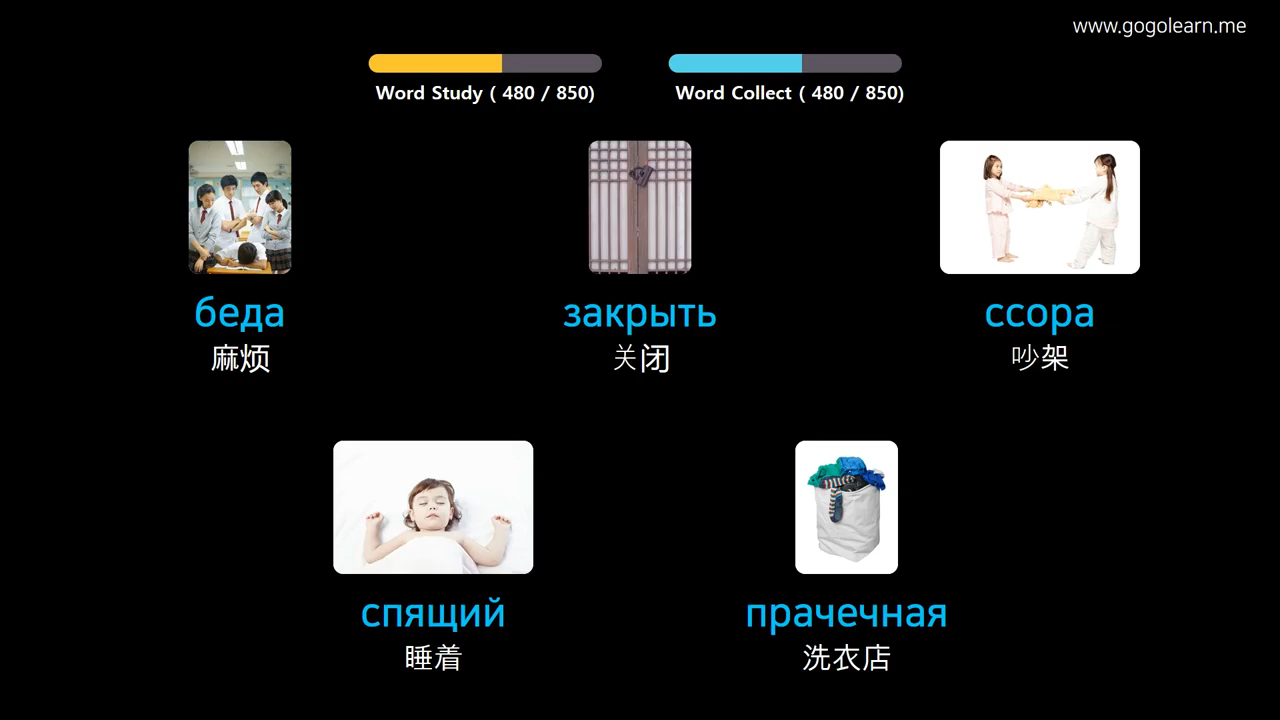 www.gogolearn.me
Word Study ( 480 / 850)
Word Collect ( 480 / 850)
беда
麻烦
закрыть
关闭
ссора
吵架
спящий
睡着
прачечная
洗衣店